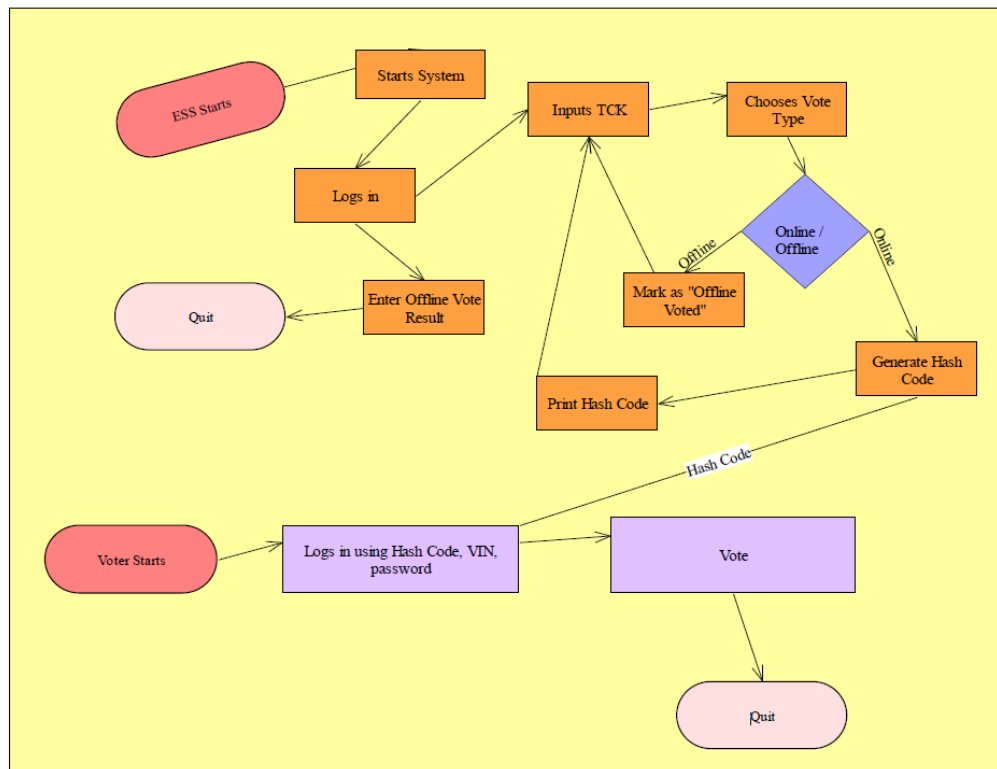 ESS Starts
Starts System
Inputs TCK
Chooses Vote
Type
Logs in
Online /
Offline
Offline
Online
Enter Offline Vote
Result
Quit
Mark as "Offline
Voted"
Generate Hash
Code
Print Hash Code
Hash Code
Voter Starts
Logs in using Hash Code, VIN,
password
Vote
Quit